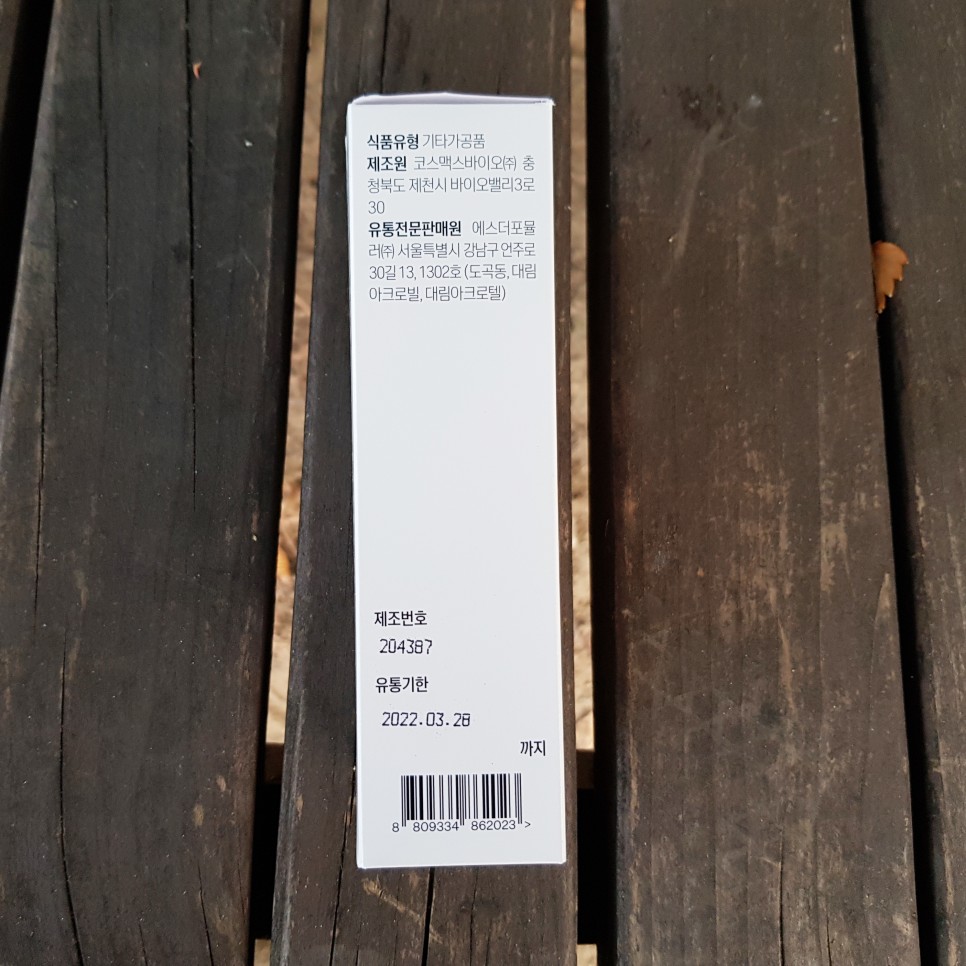 식품유형 기타가공품
제조원 코스맥스바이오㈜ 충
청북도 제천시 바이오밸리3로
30
유통전문판매원 에스더포뮬
러㈜ 서울특별시 강남구 언주로
30길 13, 1302호 (도곡동, 대림
아크로빌, 대림아크로텔)
제조번호
204387
유통기한
2022.03.28
까지
8 809334 862023 >